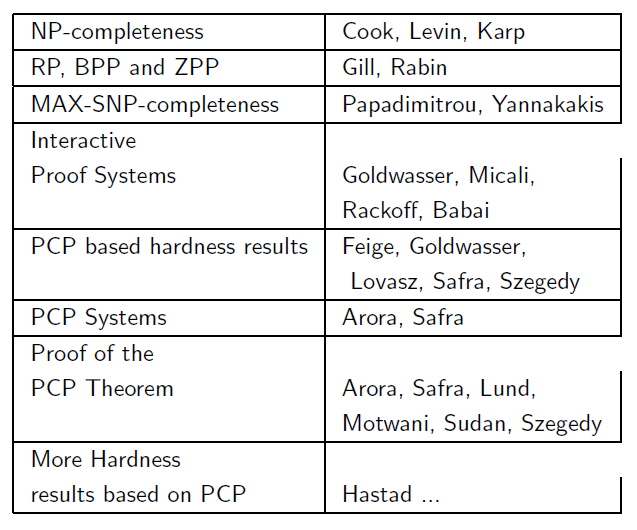 NP-completeness Cook, Levin, Karp
RP, BPP and ZPP Gill, Rabin
MAX-SNP-completeness Papadimitrou, Yannakakis
Interactive
Proof Systems Goldwasser, Micali,
Rackoff, Babai
PCP based hardness results Feige, Goldwasser,
Lovasz, Safra, Szegedy
PCP Systems Arora, Safra
Proof of the
PCP Theorem Arora, Safra, Lund,
Motwani, Sudan, Szegedy
More Hardness
results based on PCP Hastad ...